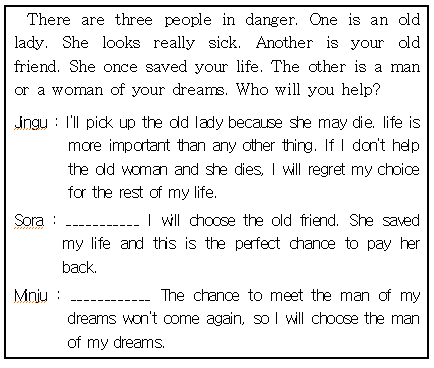 There are three people in danger. One is an old
lady. She looks really sick. Another is your old
friend. She once saved your life. The other is a man
or a woman of your dreams. Who will you help?
Jingu : I'll pick up the old lady because she may die. life is
more important than any other thing. If I don't help
the old woman and she dies, I will regret my choice
for the rest of my life.
Sora : ___________ I will choose the old friend. She saved
my life and this is the perfect chance to pay her
back.
Minju : ____________ The chance to meet the man of my
dreams won't come again, so I will choose the man
of my dreams.